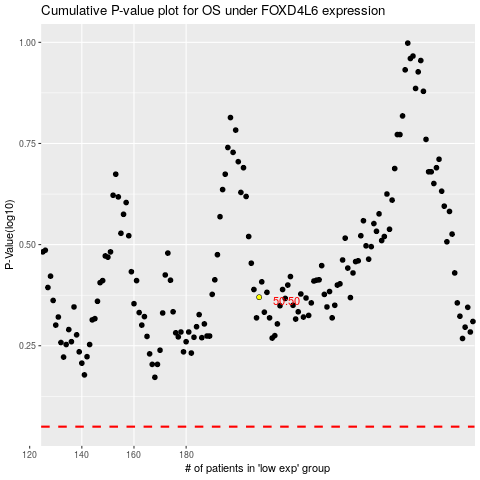 Cumulative P-value plot for OS under FOXD4L6 expression
P-Value(log10)
1.00
0.75
0.50
0.25
50:50
120 140 160 180
# of patients in 'low exp' group